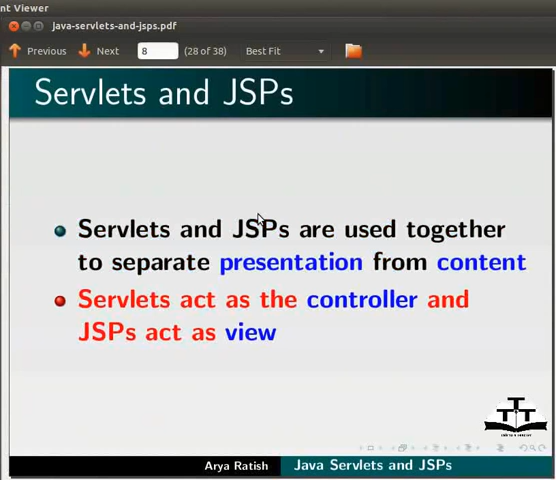 nt Viewer
java-servlets-and-jsps.pdf
Previous Next 8 (28 of 38) Best Fit
Servlets and JSPs
Servlets and JSPs are used together
to separate presentation from content
Servlets act as the controller and
JSPs act as view
Arya Ratish Java Servlets and JSPs